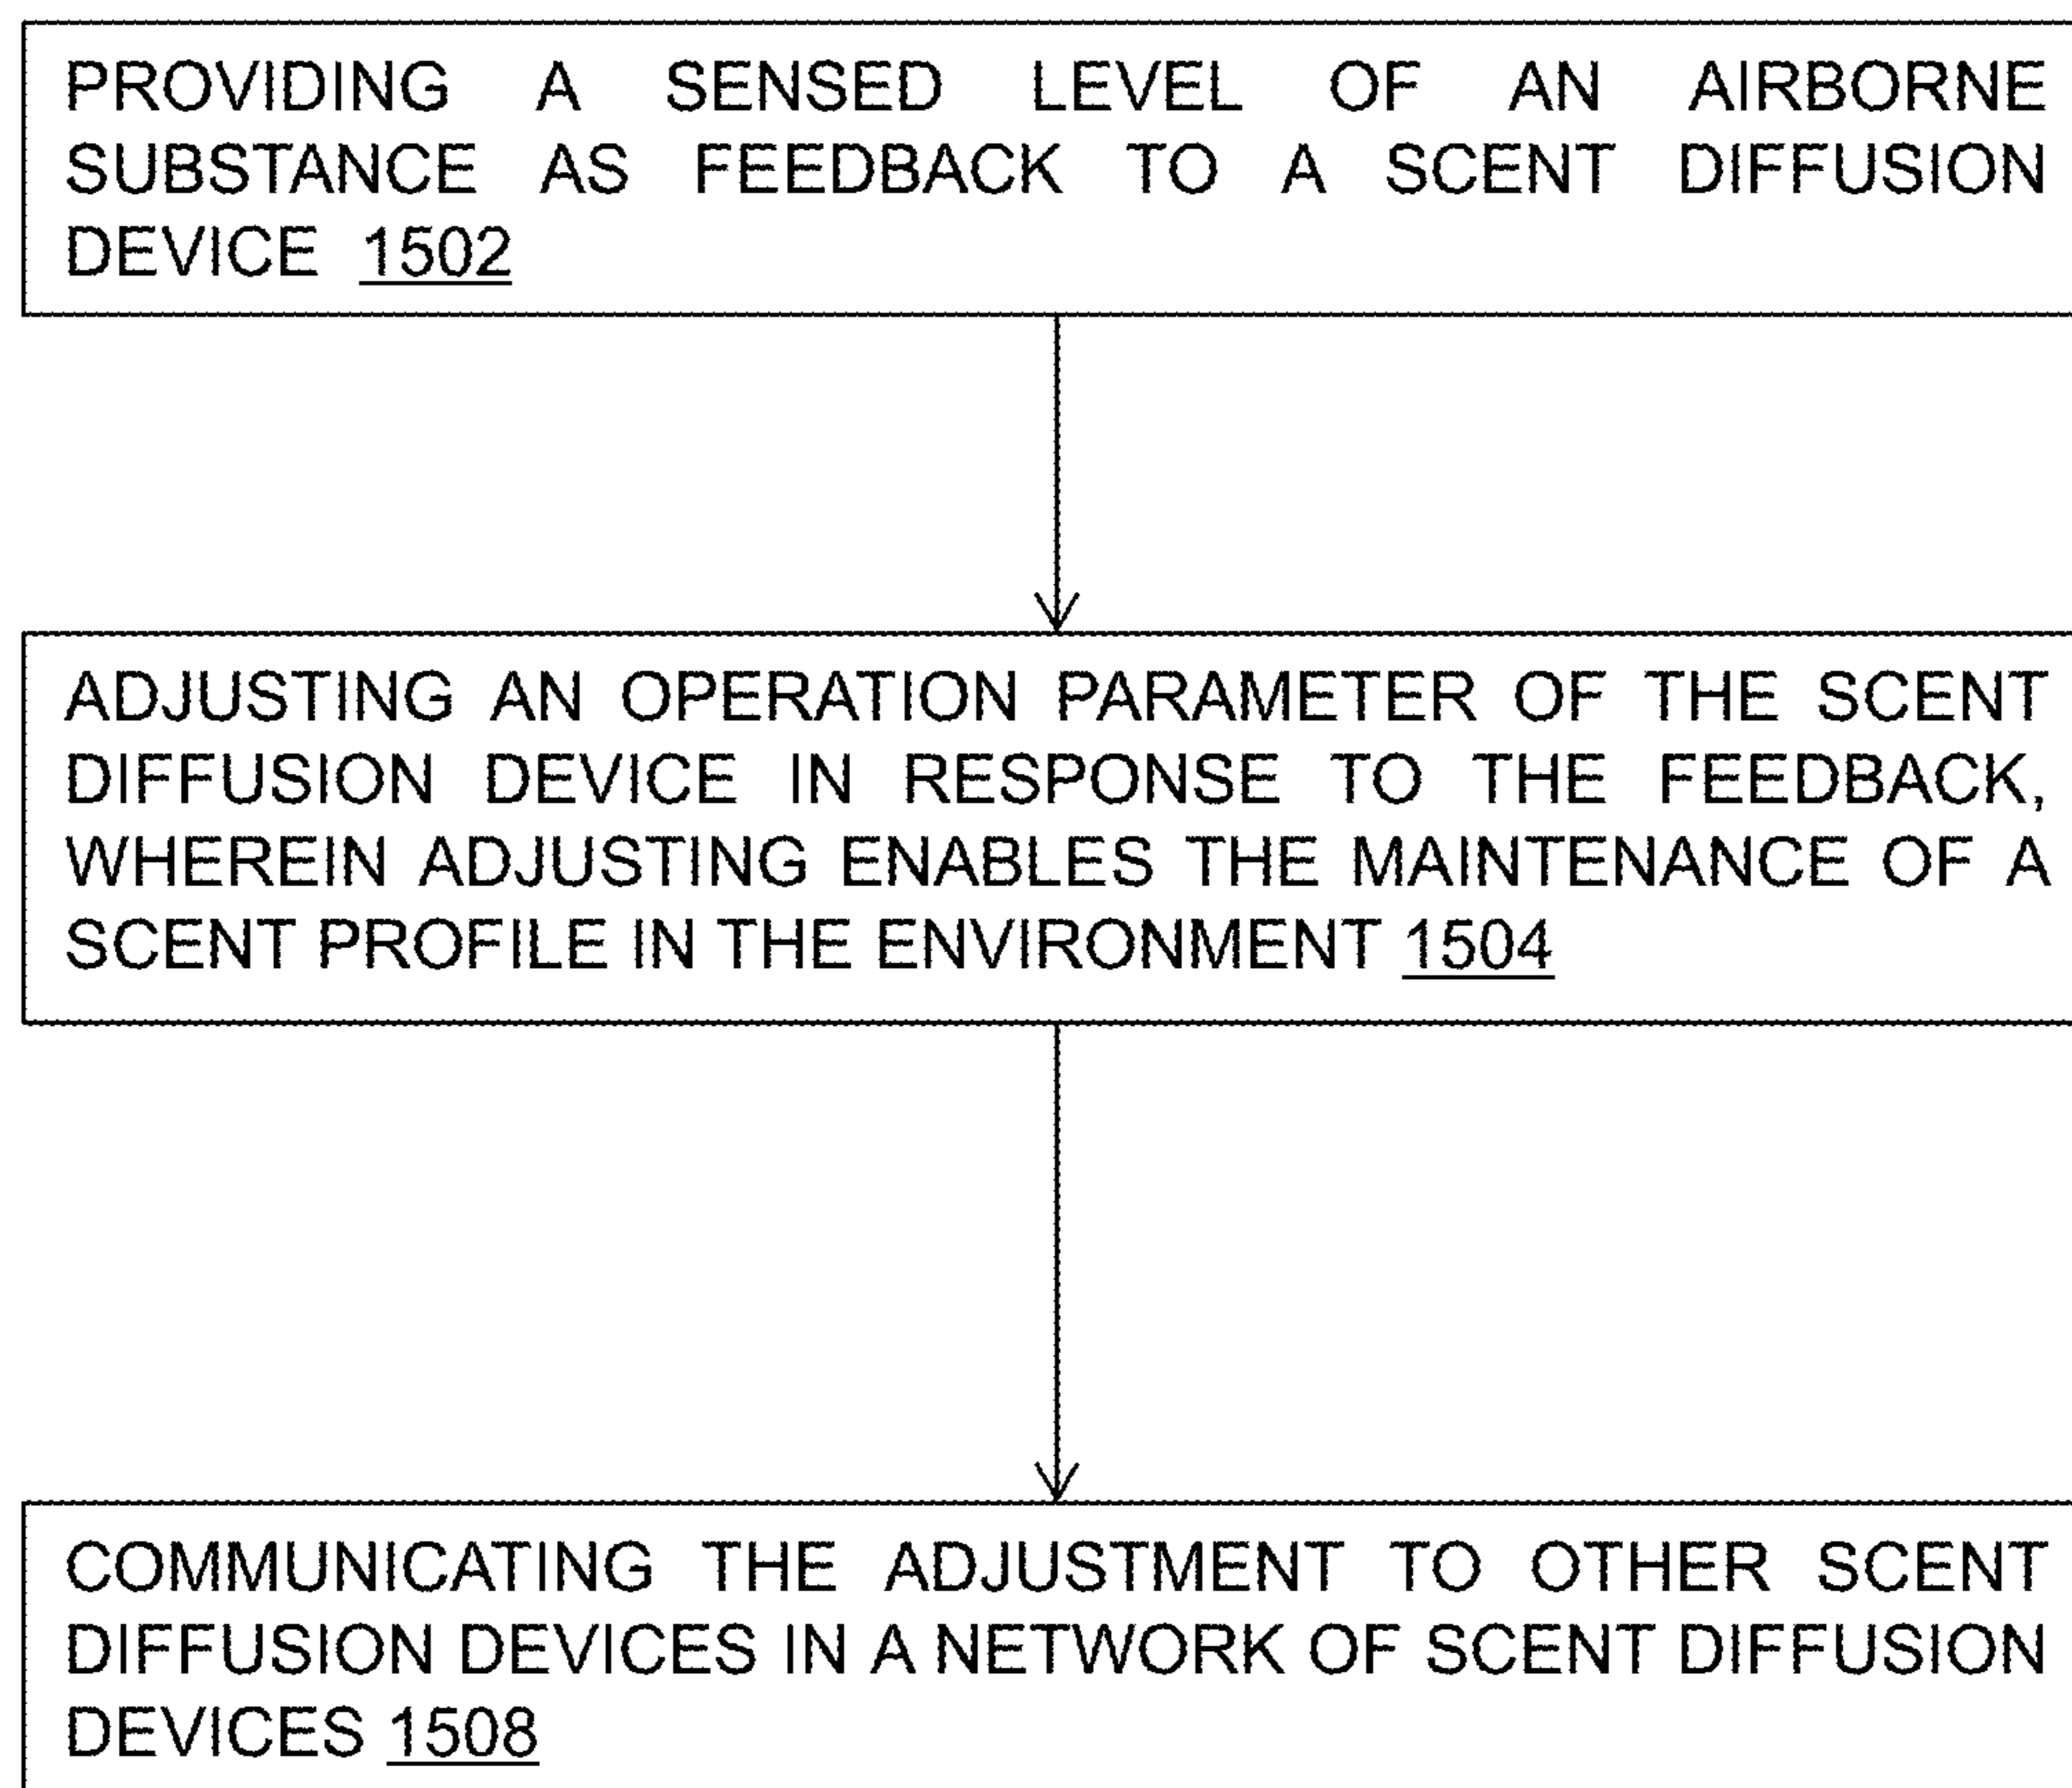 PROVIDING A SENSED LEVEL OF AN AIRBORNE
SUBSTANCE AS FEEDBACK TO A SCENT DIFFUSION
DEVICE 1502
ADJUSTING AN OPERATION PARAMETER OF THE SCENT
DIFFUSION DEVICE IN RESPONSE TO THE FEEDBACK,
WHEREIN ADJUSTING ENABLES THE MAINTENANCE OF A
SCENT PROFILE IN THE ENVIRONMENT 1504
COMMUNICATING THE ADJUSTMENT TO OTHER SCENT
DIFFUSION DEVICES IN A NETWORK OF SCENT DIFFUSION
DEVICES 1508